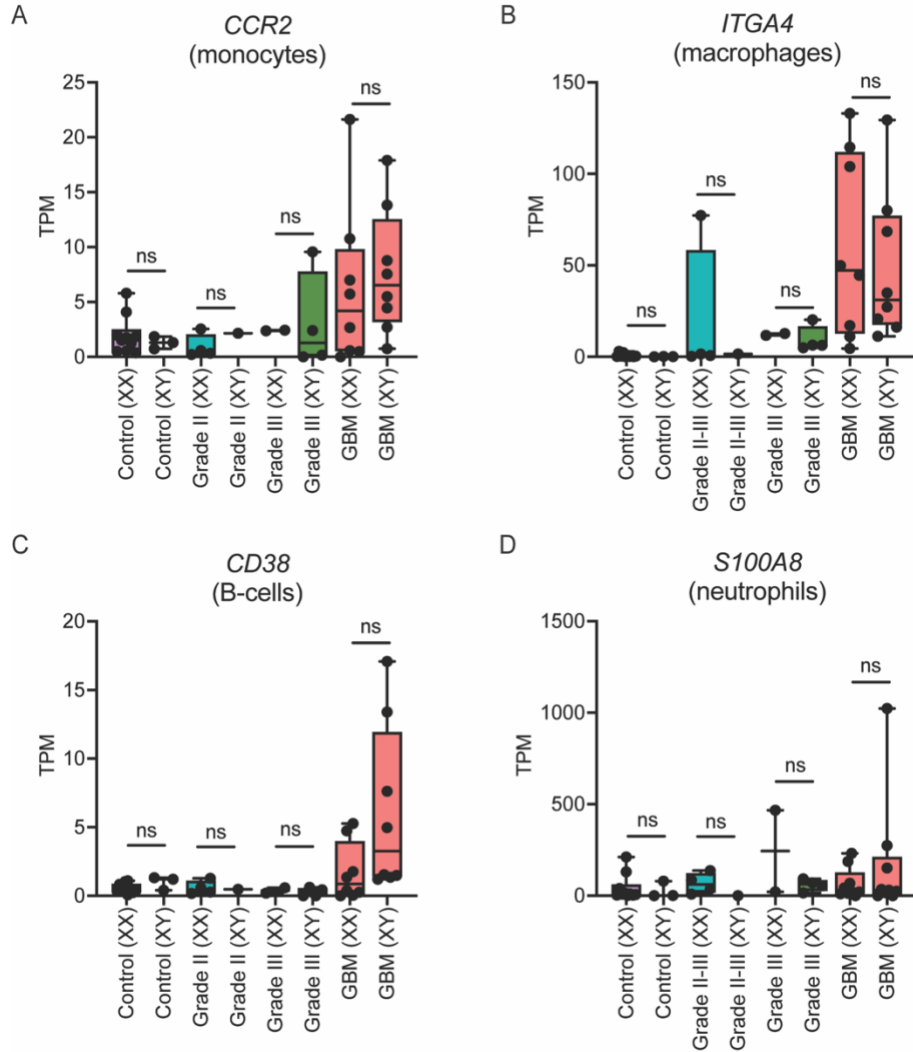 A
CCR2
(monocytes)
25
20
15
10
5
0
TPM
ns
ns
ns
ns
Control (XX)
Control (XY)
Grade II (XX)
Grade II (XY)
Grade III (XX)
Grade III (XY)
GBM (XX)
GBM (XY)
B
ITGA4
(macrophages)
150
100
50
0
TPM
ns
ns
ns
ns
Control (XX)
Control (XY)
Grade II-III (XX)
Grade II-III (XY)
Grade III (XX)
Grade III (XY)
GBM (XX)
GBM (XY)
C
CD38
(B-cells)
20
15
10
5
0
TPM
ns
ns
ns
ns
Control (XX)
Control (XY)
Grade II (XX)
Grade II (XY)
Grade III (XX)
Grade III (XY)
GBM (XX)
GBM (XY)
D
S100A8
(neutrophils)
1500
1000
500
0
TPM
ns
ns
ns
ns
Control (XX)
Control (XY)
Grade II-III (XX)
Grade II-III (XY)
Grade III (XX)
Grade III (XY)
GBM (XX)
GBM (XY)